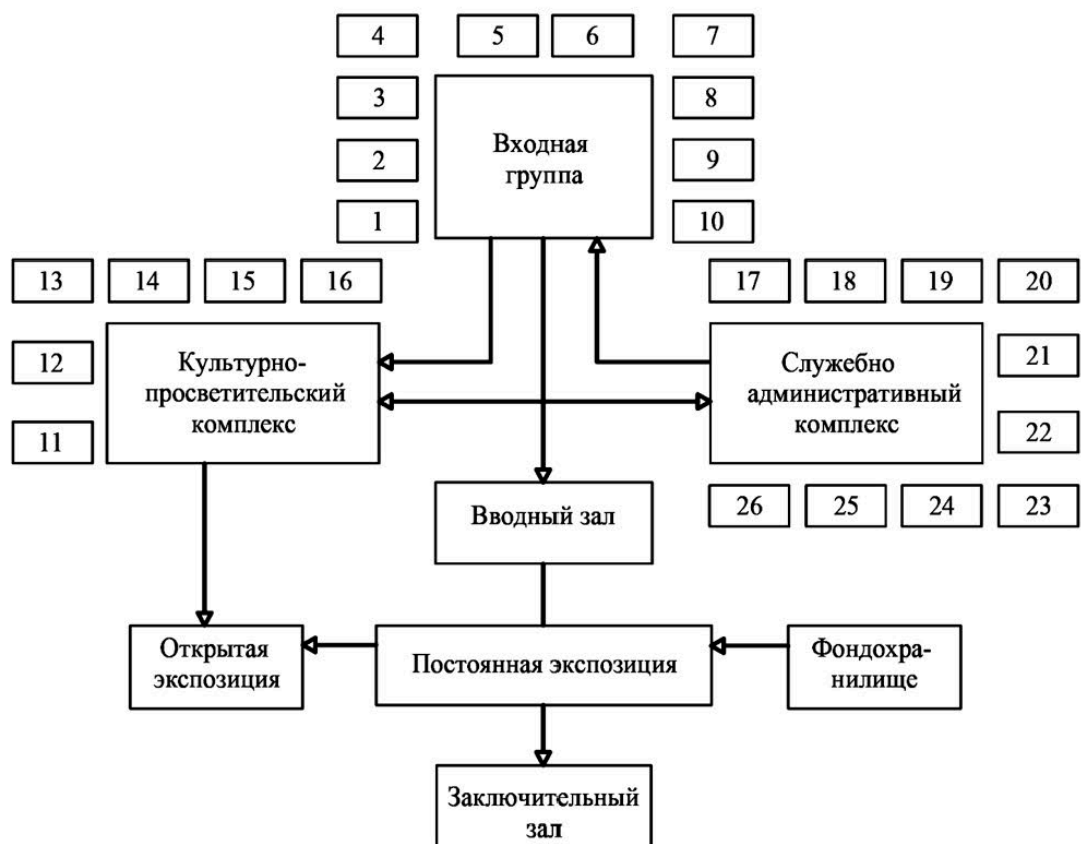 4 5 6 7
3 8
Входная
группа
2 9
1 10
13 14 15 16 17 18 19 20
12 21
Культурно-
просветительский
комплекс
Служебно
административный
комплекс
11 22
Вводный зал
26 25 24 23
Открытая
экспозиция
Постоянная экспозиция
Фондохра-
нилище
Заключительный
зал